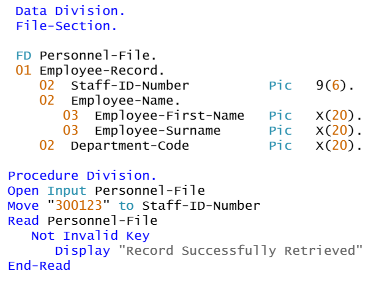 Data Division.
File-Section.
FD Personnel-File.
01 Employee-Record.
02 Staff-ID-Number Pic 9(6).
02 Employee-Name.
03 Employee-First-Name Pic X(20).
03 Employee-Surname Pic X(20).
02 Department-Code Pic X(20).
Procedure Division.
Open Input Personnel-File
Move "300123" to Staff-ID-Number
Read Personnel-File
Not Invalid Key
Display "Record Successfully Retrieved"
End-Read